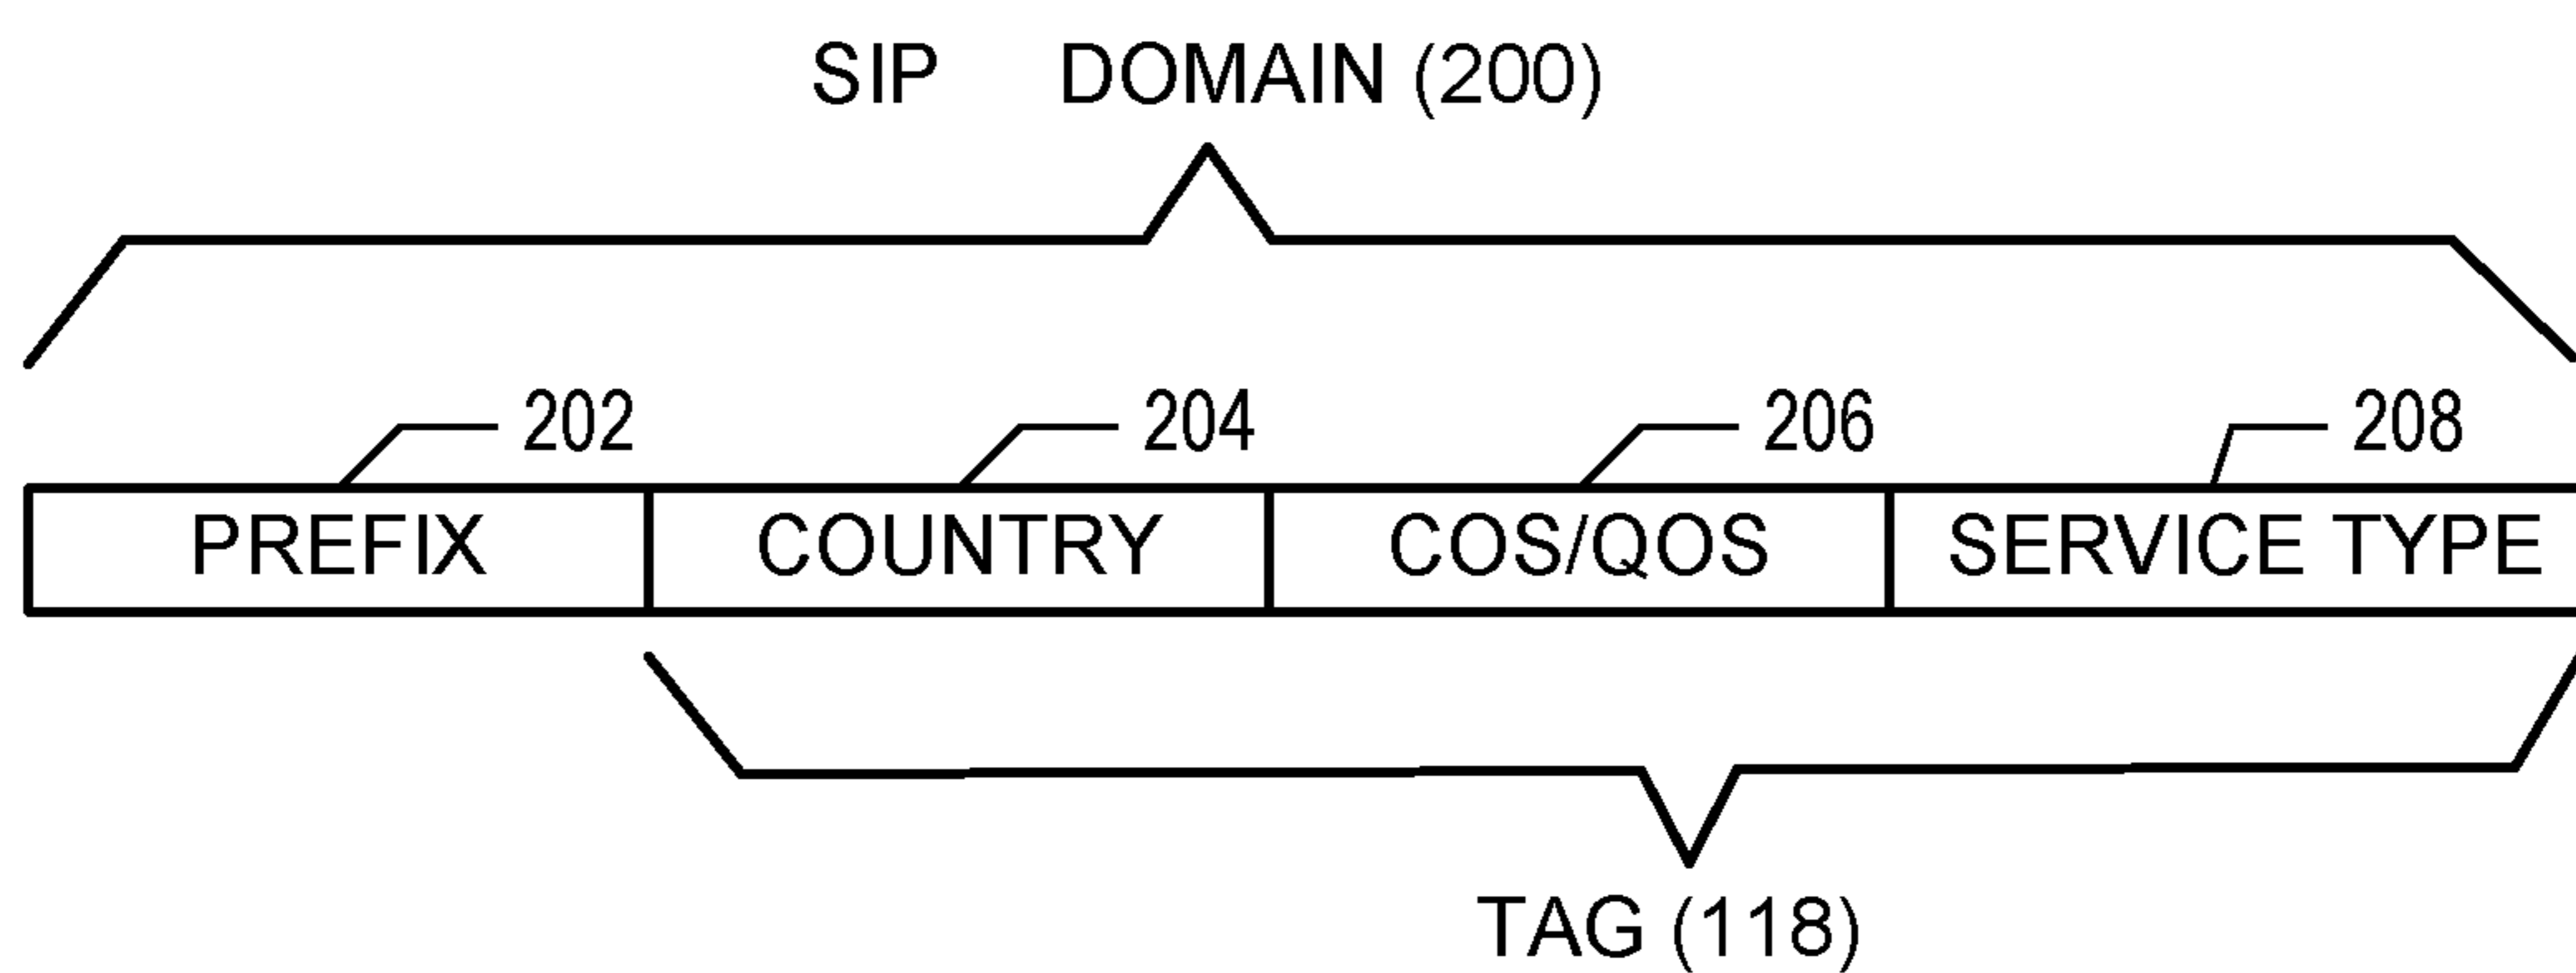 SIP DOMAIN (200)
202 204 206 208
PREFIX COUNTRY COS/QOS SERVICE TYPE
TAG (118)